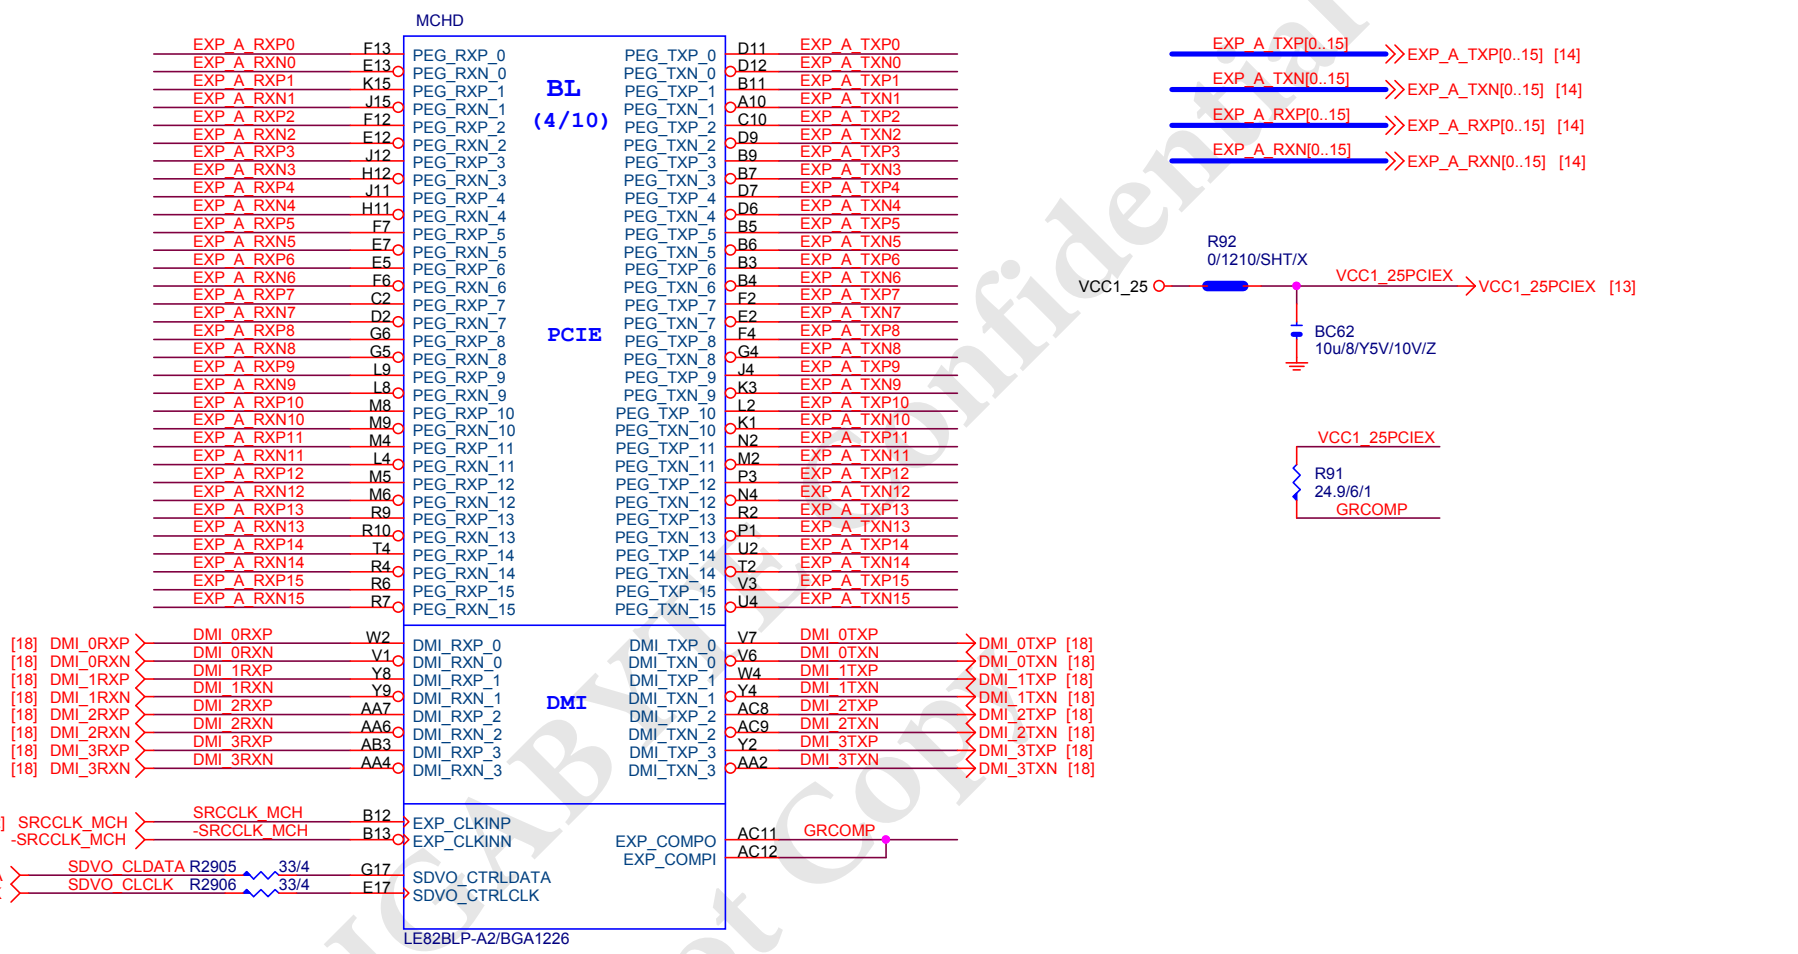 MCHD
EXP_A_RXP0 F13 PEG_RXP_0 PEG_TXP_0 D11 EXP_A_TXP0
EXP_A_RXN0 E13 PEG_RXN_0 PEG_TXN_0 D12 EXP_A_TXN0
EXP_A_RXP1 K15 PEG_RXP_1 BL PEG_TXP_1 B11 EXP_A_TXP1
EXP_A_RXN1 J15 PEG_RXN_1 PEG_TXN_1 A10 EXP_A_TXN1
EXP_A_RXP2 F12 PEG_RXP_2 (4/10) PEG_TXP_2 C10 EXP_A_TXP2
EXP_A_RXN2 E12 PEG_RXN_2 PEG_TXN_2 D9 EXP_A_TXN2
EXP_A_RXP3 J12 PEG_RXP_3 PEG_TXP_3 B9 EXP_A_TXP3
EXP_A_RXN3 H12 PEG_RXN_3 PEG_TXN_3 B7 EXP_A_TXN3
EXP_A_RXP4 J11 PEG_RXP_4 PEG_TXP_4 D7 EXP_A_TXP4
EXP_A_RXN4 H11 PEG_RXN_4 PEG_TXN_4 D6 EXP_A_TXN4
EXP_A_RXP5 F7 PEG_RXP_5 PEG_TXP_5 B5 EXP_A_TXP5
EXP_A_RXN5 E7 PEG_RXN_5 PEG_TXN_5 B6 EXP_A_TXN5
EXP_A_RXP6 E5 PEG_RXP_6 PEG_TXP_6 B3 EXP_A_TXP6
EXP_A_RXN6 F6 PEG_RXN_6 PEG_TXN_6 B4 EXP_A_TXN6
EXP_A_RXP7 C2 PEG_RXP_7 PEG_TXP_7 F2 EXP_A_TXP7
EXP_A_RXN7 D2 PEG_RXN_7 PCIE PEG_TXN_7 E2 EXP_A_TXN7
EXP_A_RXP8 G6 PEG_RXP_8 PEG_TXP_8 F4 EXP_A_TXP8
EXP_A_RXN8 G5 PEG_RXN_8 PEG_TXN_8 G4 EXP_A_TXN8
EXP_A_RXP9 L9 PEG_RXP_9 PEG_TXP_9 J4 EXP_A_TXP9
EXP_A_RXN9 L8 PEG_RXN_9 PEG_TXN_9 K3 EXP_A_TXN9
EXP_A_RXP10 M8 PEG_RXP_10 PEG_TXP_10 L2 EXP_A_TXP10
EXP_A_RXN10 M9 PEG_RXN_10 PEG_TXN_10 K1 EXP_A_TXN10
EXP_A_RXP11 M4 PEG_RXP_11 PEG_TXP_11 N2 EXP_A_TXP11
EXP_A_RXN11 L4 PEG_RXN_11 PEG_TXN_11 M2 EXP_A_TXN11
EXP_A_RXP12 M5 PEG_RXP_12 PEG_TXP_12 P3 EXP_A_TXP12
EXP_A_RXN12 M6 PEG_RXN_12 PEG_TXN_12 N4 EXP_A_TXN12
EXP_A_RXP13 R9 PEG_RXP_13 PEG_TXP_13 R2 EXP_A_TXP13
EXP_A_RXN13 R10 PEG_RXN_13 PEG_TXN_13 P1 EXP_A_TXN13
EXP_A_RXP14 T4 PEG_RXP_14 PEG_TXP_14 U2 EXP_A_TXP14
EXP_A_RXN14 R4 PEG_RXN_14 PEG_TXN_14 T2 EXP_A_TXN14
EXP_A_RXP15 R6 PEG_RXP_15 PEG_TXP_15 V3 EXP_A_TXP15
EXP_A_RXN15 R7 PEG_RXN_15 PEG_TXN_15 U4 EXP_A_TXN15
[18] DMI_0RXP DMI_0RXP W2 DMI_RXP_0 DMI_TXP_0 V7 DMI_0TXP DMI_0TXP [18]
[18] DMI_0RXN DMI_0RXN V1 DMI_RXN_0 DMI_TXN_0 V6 DMI_0TXN DMI_0TXN [18]
[18] DMI_1RXP DMI_1RXP Y8 DMI_RXP_1 DMI_TXP_1 W4 DMI_1TXP DMI_1TXP [18]
[18] DMI_1RXN DMI_1RXN Y9 DMI_RXN_1 DMI DMI_TXN_1 Y4 DMI_1TXN DMI_1TXN [18]
[18] DMI_2RXP DMI_2RXP AA7 DMI_RXP_2 DMI_TXP_2 AC8 DMI_2TXP DMI_2TXP [18]
[18] DMI_2RXN DMI_2RXN AA6 DMI_RXN_2 DMI_TXN_2 AC9 DMI_2TXN DMI_2TXN [18]
[18] DMI_3RXP DMI_3RXP AB3 DMI_RXP_3 DMI_TXP_3 Y2 DMI_3TXP DMI_3TXP [18]
[18] DMI_3RXN DMI_3RXN AA4 DMI_RXN_3 DMI_TXN_3 AA2 DMI_3TXN DMI_3TXN [18]
] SRCCLK_MCH SRCCLK_MCH B12 EXP_CLKINP
-SRCCLK_MCH -SRCCLK_MCH B13 EXP_CLKINN EXP_COMPO AC11 GRCOMP
EXP_COMPI AC12
SDVO_CLDATA R2905 33/4 G17 SDVO_CTRLDATA
SDVO_CLCLK R2906 33/4 E17 SDVO_CTRLCLK
LE82BLP-A2/BGA1226
EXP_A_TXP[0..15] EXP_A_TXP[0..15] [14]
EXP_A_TXN[0..15] EXP_A_TXN[0..15] [14]
EXP_A_RXP[0..15] EXP_A_RXP[0..15] [14]
EXP_A_RXN[0..15] EXP_A_RXN[0..15] [14]
R92
0/1210/SHT/X
VCC1_25 VCC1_25PCIEX VCC1_25PCIEX [13]
BC62
10u/8/Y5V/10V/Z
VCC1_25PCIEX
R91
24.9/6/1
GRCOMP
GIGABYTE Confidential
Copy